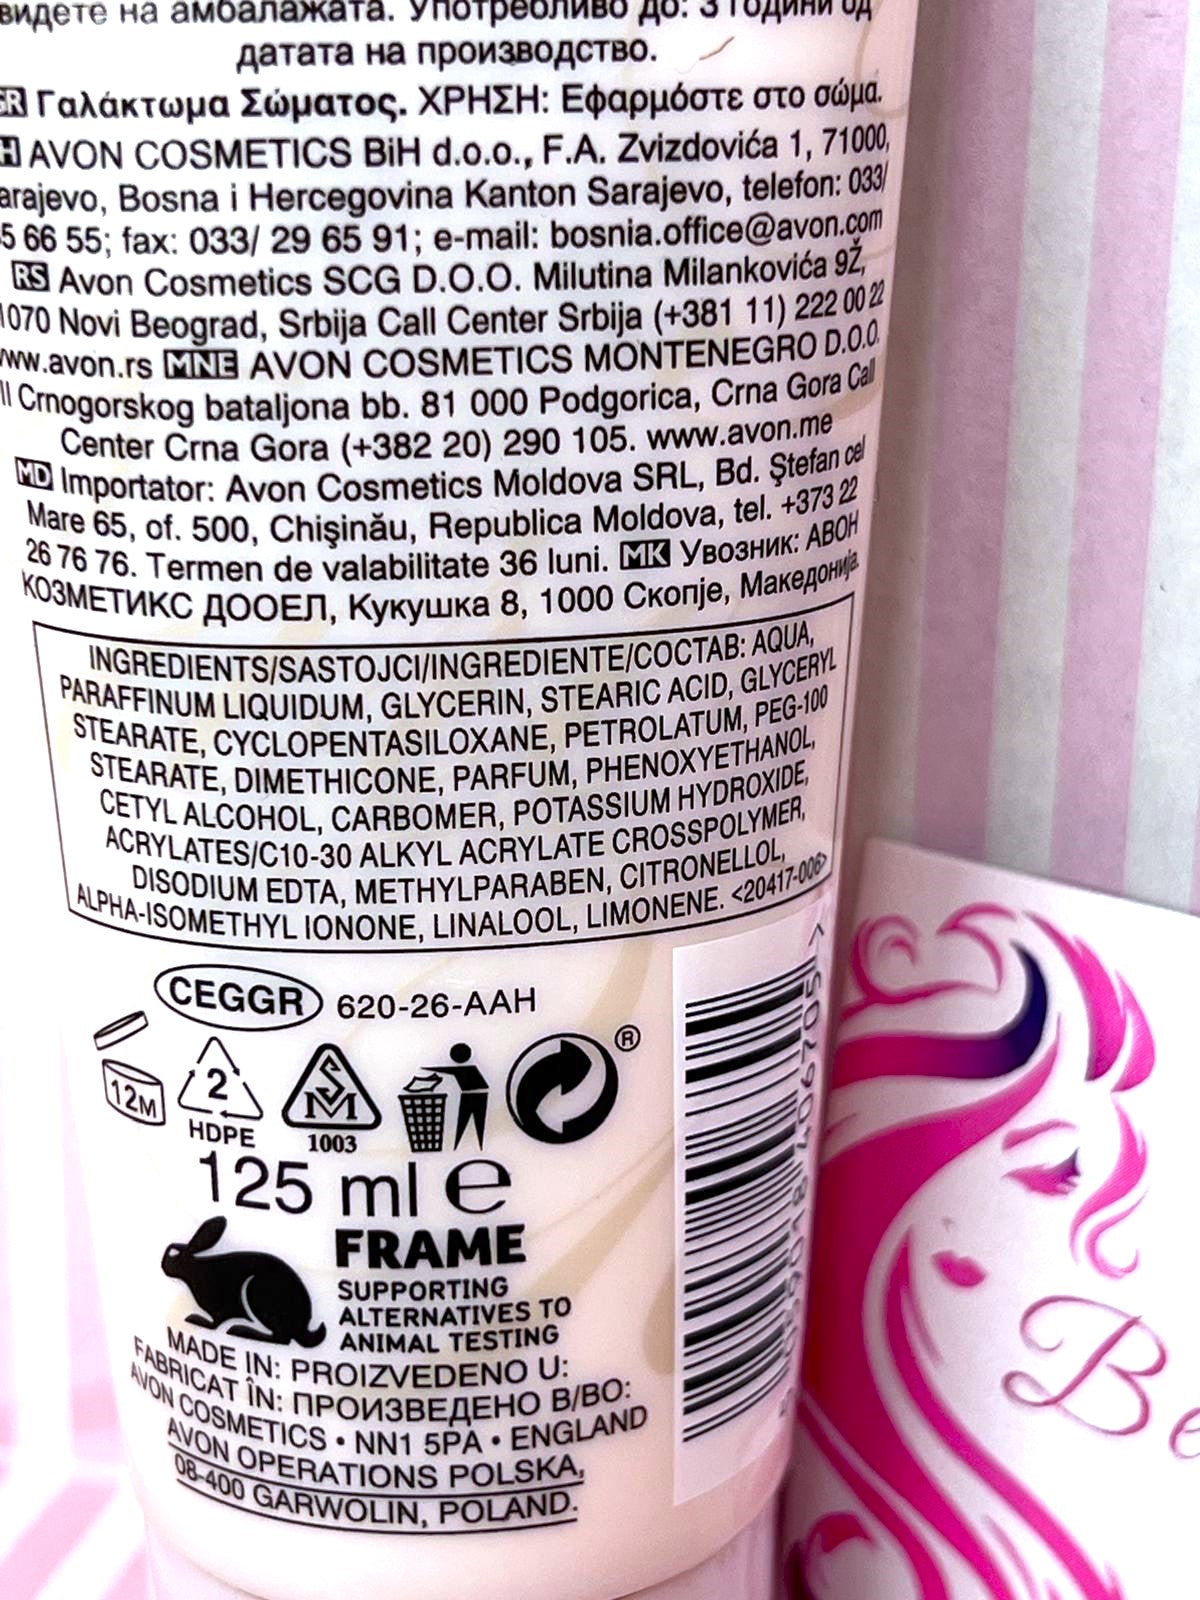 видете на амбалажата. Употребливо до: 3 години од
датата на производство.
GR Γαλάκτωμα Σώματος. ΧΡΗΣΗ: Εφαρμόστε στο σώμα.
AVON COSMETICS BiH d.o.o., F.A. Zvizdovića 1, 71000,
arajevo, Bosna i Hercegovina Kanton Sarajevo, telefon: 033/
5 66 55; fax: 033/ 29 65 91; e-mail: bosnia.office@avon.com
RS Avon Cosmetics SCG D.O.O. Milutina Milankovića 9Ž,
1070 Novi Beograd, Srbija Call Center Srbija (+381 11) 222 00 22
www.avon.rs MNE AVON COSMETICS MONTENEGRO D.O.O.
II Crnogorskog bataljona bb. 81 000 Podgorica, Crna Gora Call
Center Crna Gora (+382 20) 290 105. www.avon.me
MD Importator: Avon Cosmetics Moldova SRL, Bd. Ştefan cel
Mare 65, of. 500, Chişinău, Republica Moldova, tel. +373 22
26 76 76. Termen de valabilitate 36 luni. MK Увозник: АВОН
КОЗМЕТИКС ДООЕЛ, Кукушка 8, 1000 Скопје, Македонија.
INGREDIENTS/SASTOJCI/INGREDIENTE/СОСТАВ: AQUA,
PARAFFINUM LIQUIDUM, GLYCERIN, STEARIC ACID, GLYCERYL
STEARATE, CYCLOPENTASILOXANE, PETROLATUM, PEG-100
STEARATE, DIMETHICONE, PARFUM, PHENOXYETHANOL,
CETYL ALCOHOL, CARBOMER, POTASSIUM HYDROXIDE,
ACRYLATES/C10-30 ALKYL ACRYLATE CROSSPOLYMER,
DISODIUM EDTA, METHYLPARABEN, CITRONELLOL,
ALPHA-ISOMETHYL IONONE, LINALOOL, LIMONENE. <20417-006>
CEGGR 620-26-AAH
12M
2
HDPE
SM
1003
®
125 ml e
FRAME
SUPPORTING
ALTERNATIVES TO
ANIMAL TESTING
MADE IN: PROIZVEDENO U:
FABRICAT ÎN: ПРОИЗВЕДЕНО В/ВО:
AVON COSMETICS • NN1 5PA • ENGLAND
AVON OPERATIONS POLSKA,
08-400 GARWOLIN, POLAND.
Be